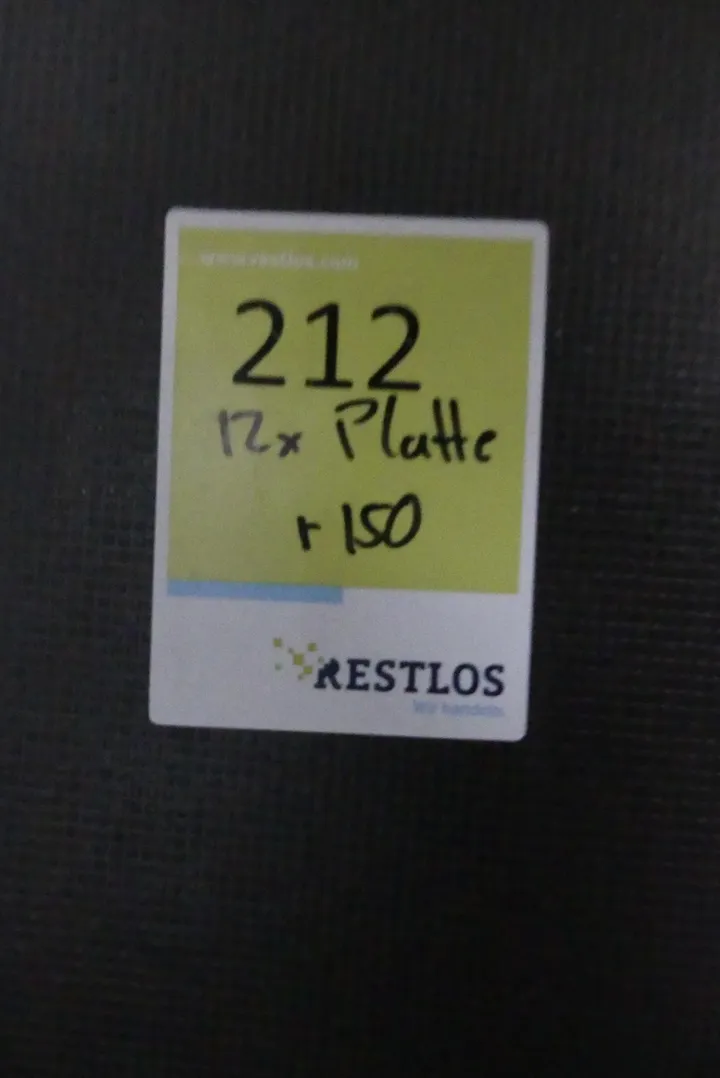 www.restlos.com
212
12x Platte
r 150
RESTLOS
Wir handeln.